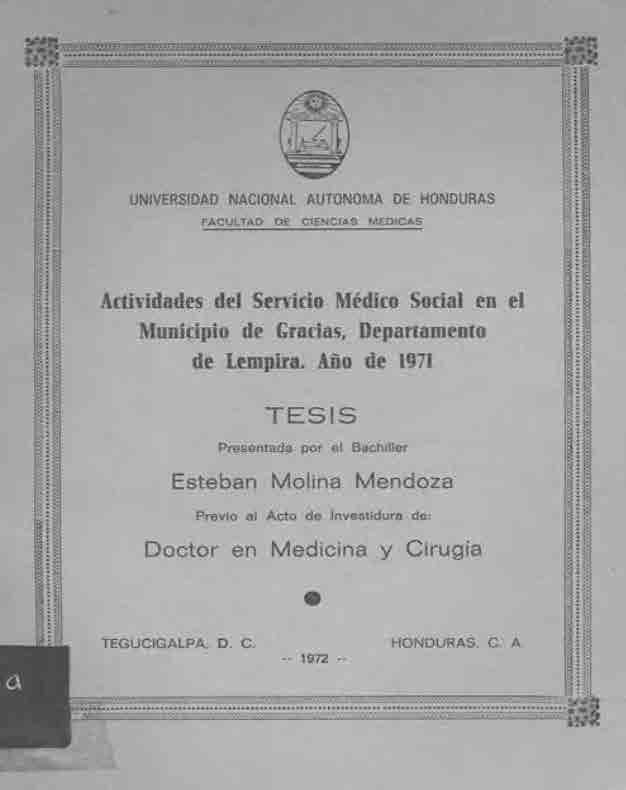 UNIVERSIDAD NACIONAL AUTONOMA DE HONDURAS
FACULTAD DE CIENCIAS MEDICAS
Actividades del Servicio Médico Social en el
Municipio de Gracias, Departamento
de Lempira. Año de 1971
TESIS
Presentada por el Bachiller
Esteban Molina Mendoza
Previo al Acto de Investidura de:
Doctor en Medicina y Cirugía
TEGUCIGALPA, D. C. HONDURAS, C. A.
-- 1972 --
a